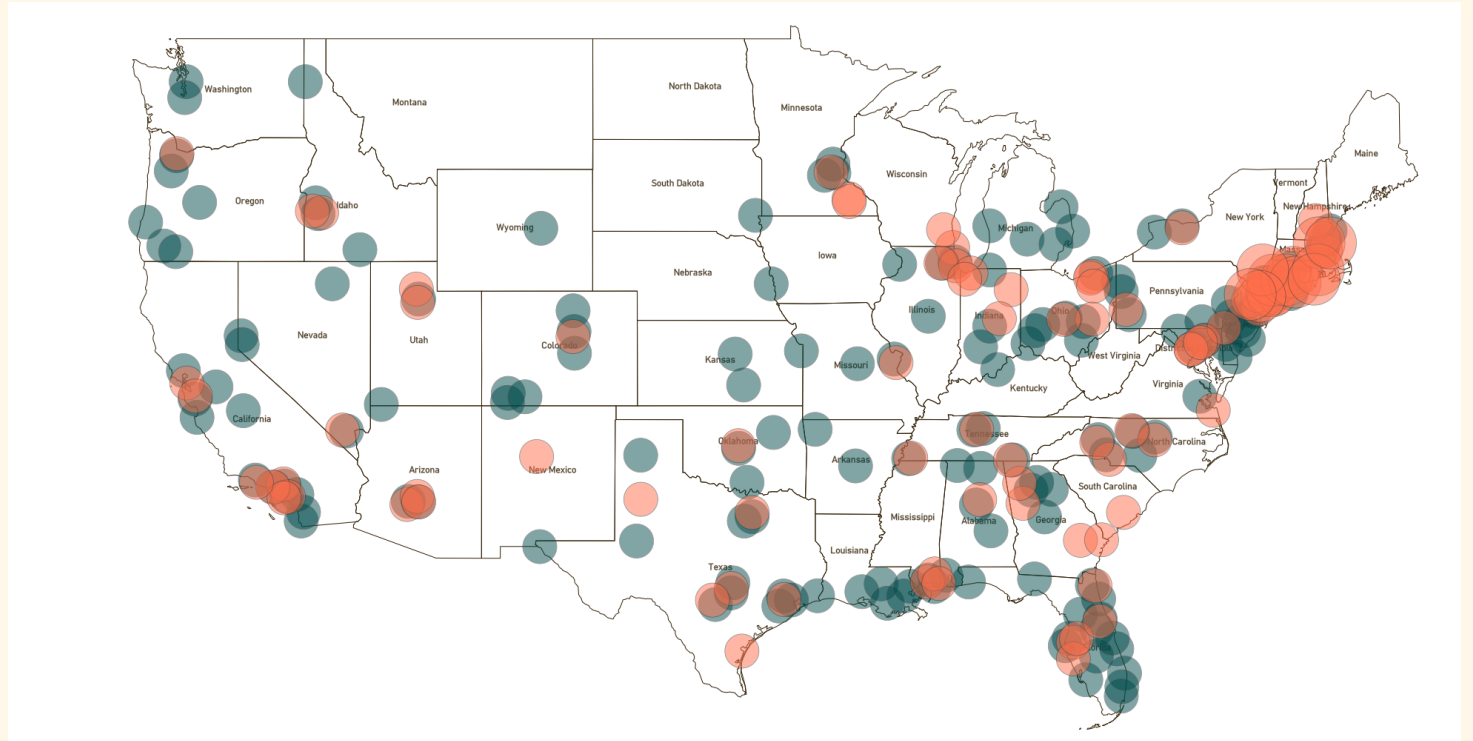 Washington
Montana
North Dakota
Minnesota
Maine
Wisconsin
South Dakota
Vermont
Oregon
Idaho
New Hampshire
New York
Michigan
Wyoming
Iowa
Nebraska
Pennsylvania
Illinois
Indiana
Ohio
Nevada
Utah
Colorado
West Virginia
Kansas
Missouri
Virginia
Kentucky
California
Tennessee
North Carolina
Oklahoma
Arkansas
Arizona
New Mexico
South Carolina
Mississippi
Alabama
Georgia
Louisiana
Texas